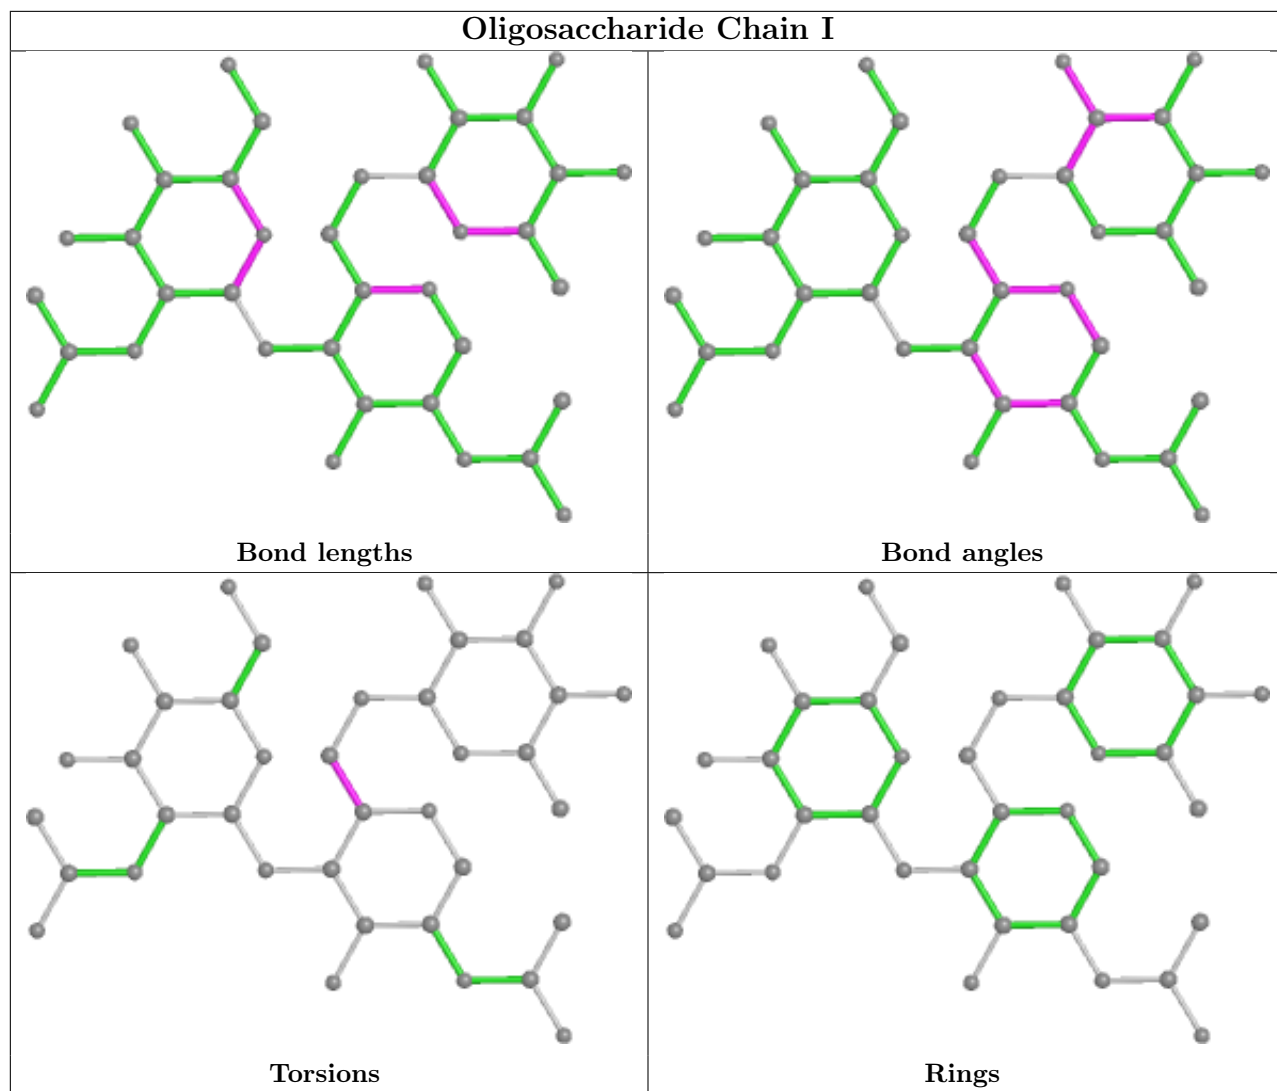 Oligosaccharide Chain I
Bond lengths
Bond angles
Torsions
Rings